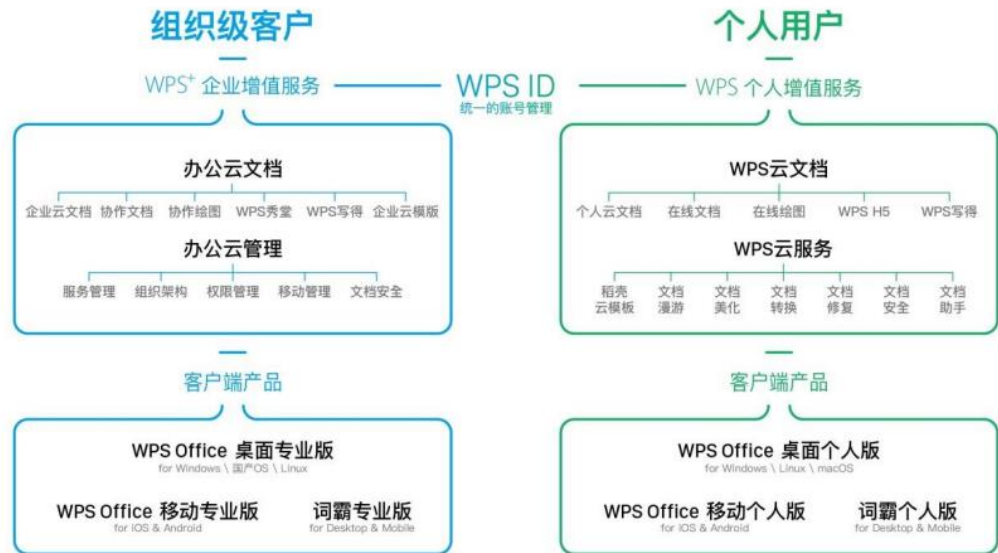 组织级客户
个人用户
WPS⁺ 企业增值服务
WPS ID
统一的账号管理
WPS 个人增值服务
办公云文档
企业云文档 协作文档 协作绘图 WPS秀堂 WPS写得 企业云模版
办公云管理
服务管理 组织架构 权限管理 移动管理 文档安全
WPS云文档
个人云文档 在线文档 在线绘图 WPS H5 WPS写得
WPS云服务
稻壳 文档 文档 文档 文档 文档 文档
云模板 漫游 美化 转换 修复 安全 助手
客户端产品
WPS Office 桌面专业版
for Windows \ 国产OS \ Linux
WPS Office 移动专业版 词霸专业版
for iOS & Android for Desktop & Mobile
客户端产品
WPS Office 桌面个人版
for Windows \ Linux \ macOS
WPS Office 移动个人版 词霸个人版
for iOS & Android for Desktop & Mobile